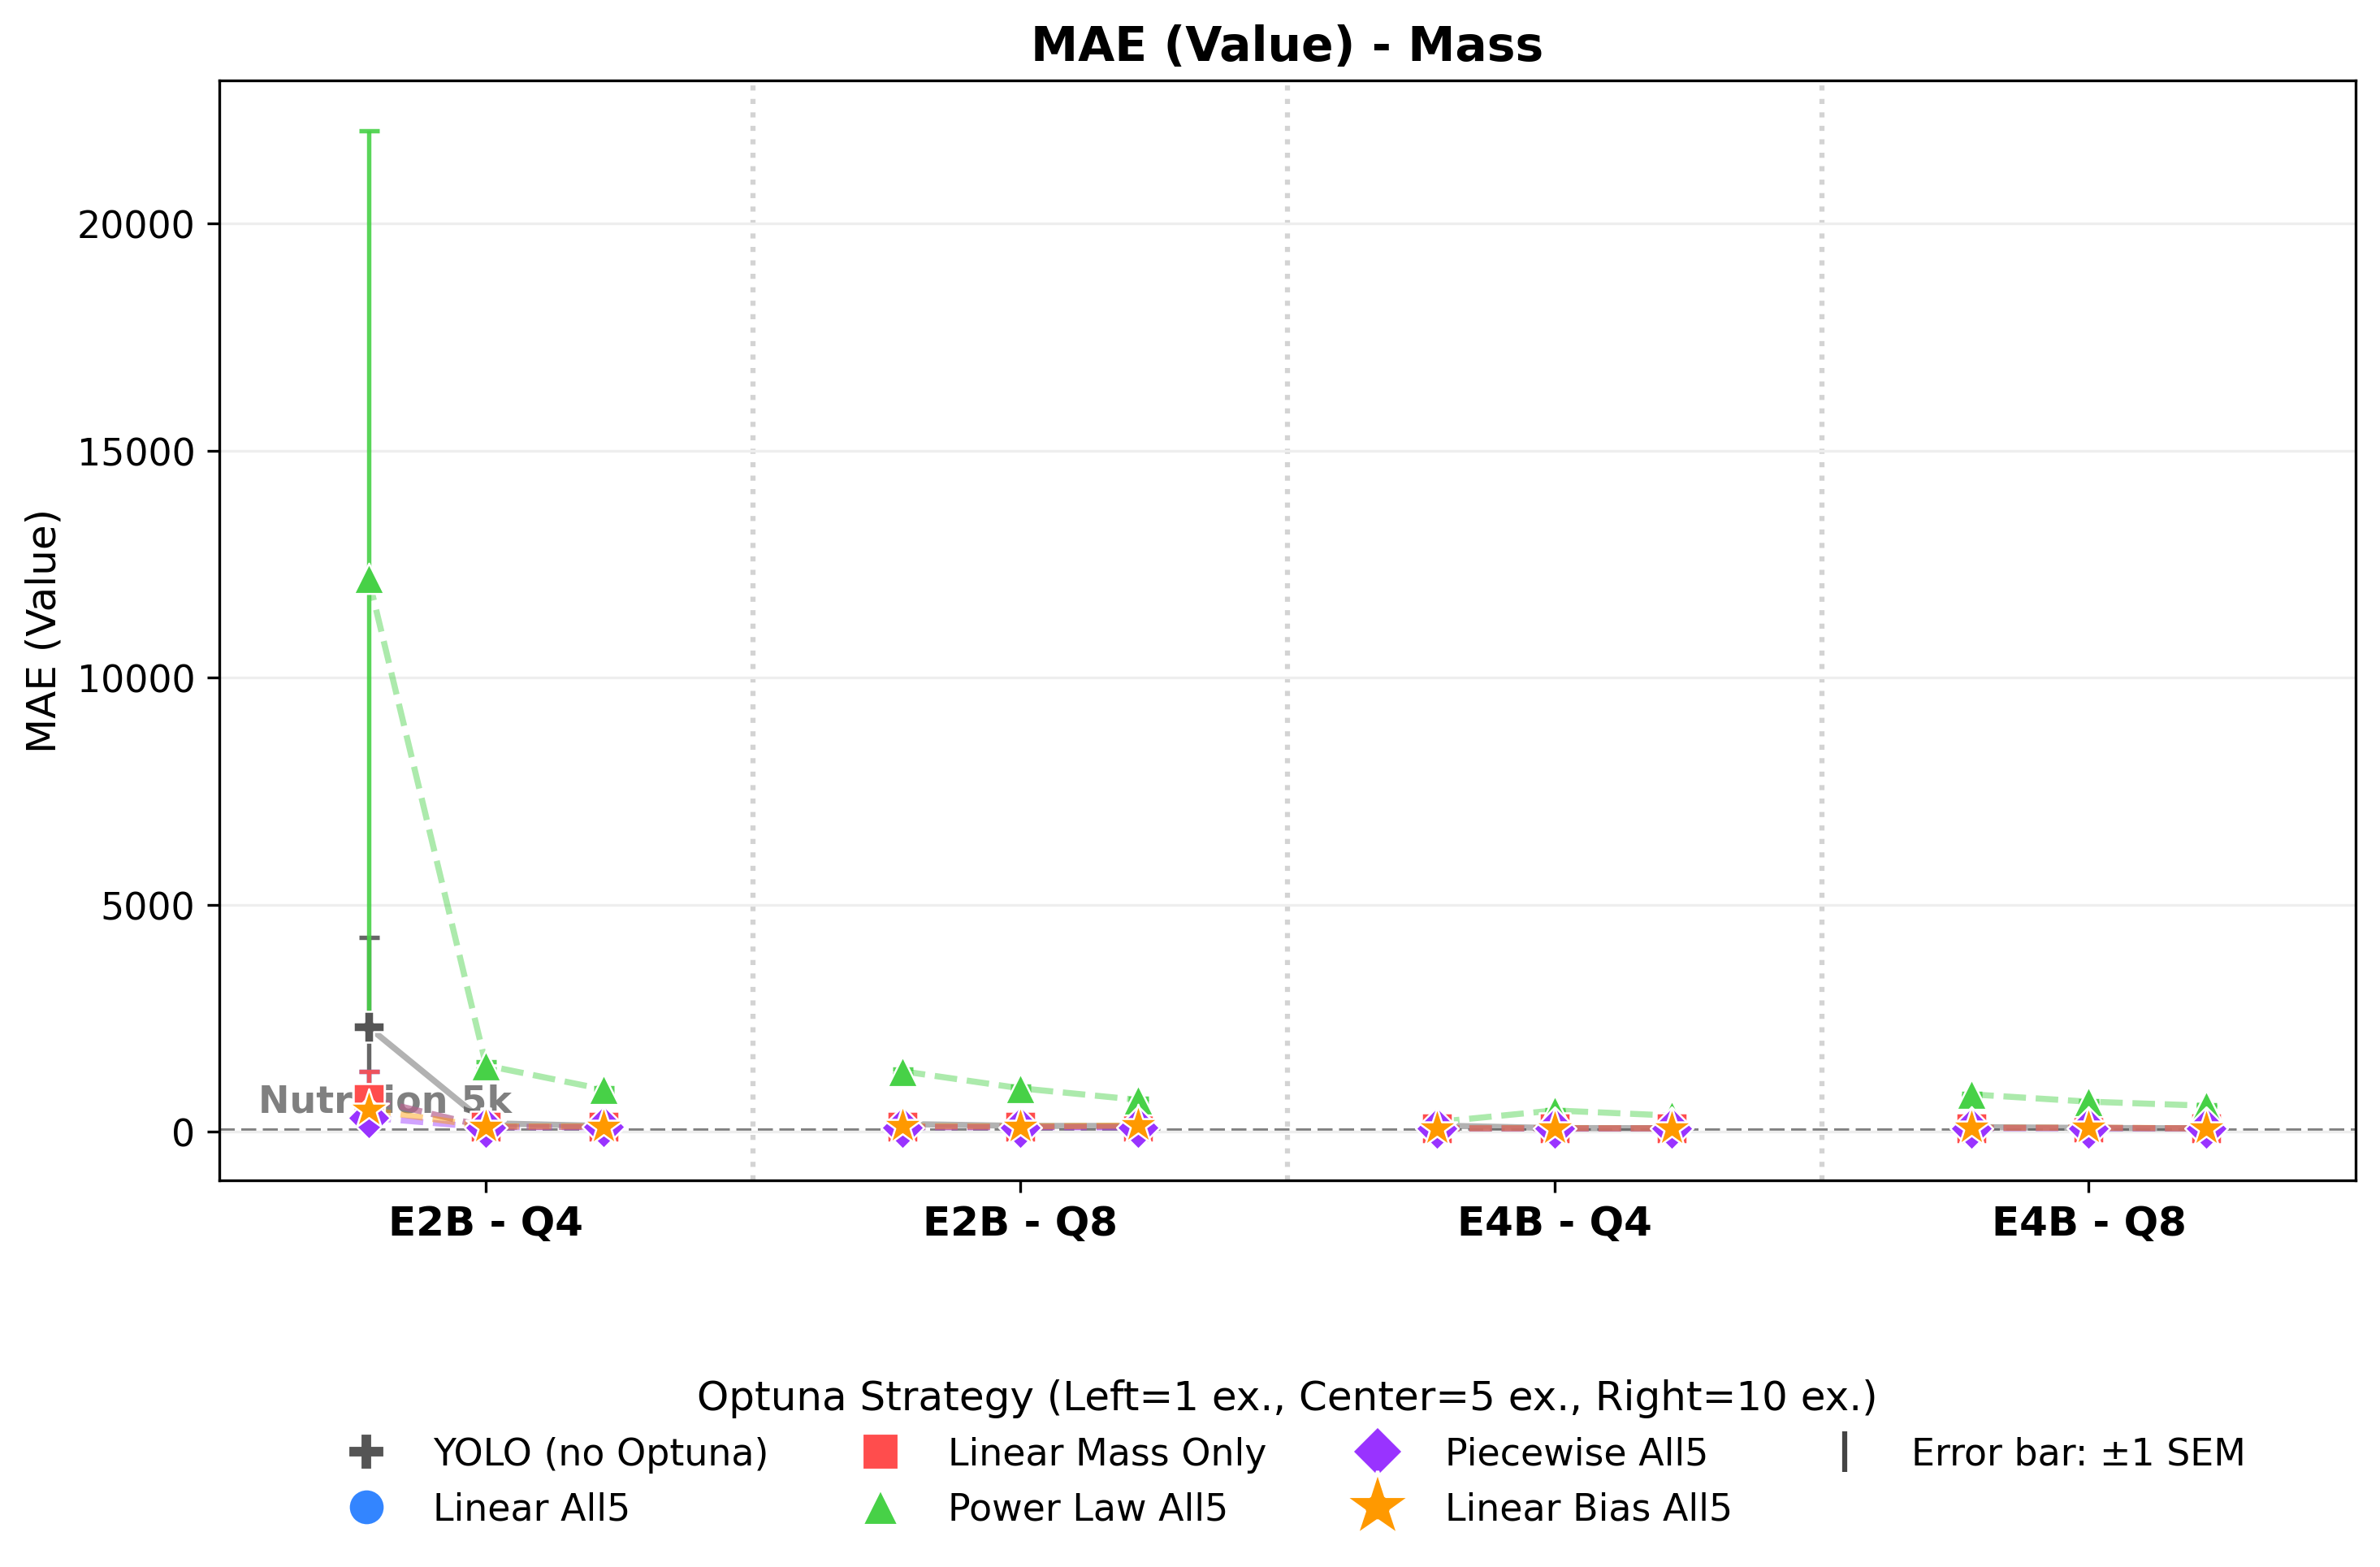 MAE (Value) - Mass
MAE (Value)
20000
15000
10000
5000
0
Nutrition 5k
E2B - Q4
E2B - Q8
E4B - Q4
E4B - Q8
Optuna Strategy (Left=1 ex., Center=5 ex., Right=10 ex.)
YOLO (no Optuna)
Linear Mass Only
Piecewise All5
Error bar: ±1 SEM
Linear All5
Power Law All5
Linear Bias All5